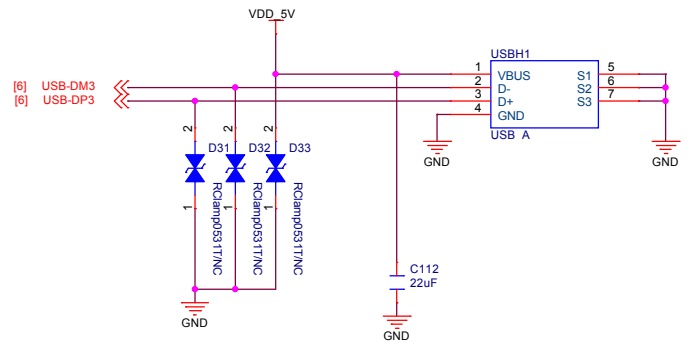 VDD_5V
USBH1
[6] USB-DM3
[6] USB-DP3
1 VBUS S1 5
2 D- S2 6
3 D+ S3 7
4 GND
USB_A
GND
GND
2 2 2
D31 D32 D33
RClamp0531T/NC RClamp0531T/NC RClamp0531T/NC
1 1 1
C112
22uF
GND
GND